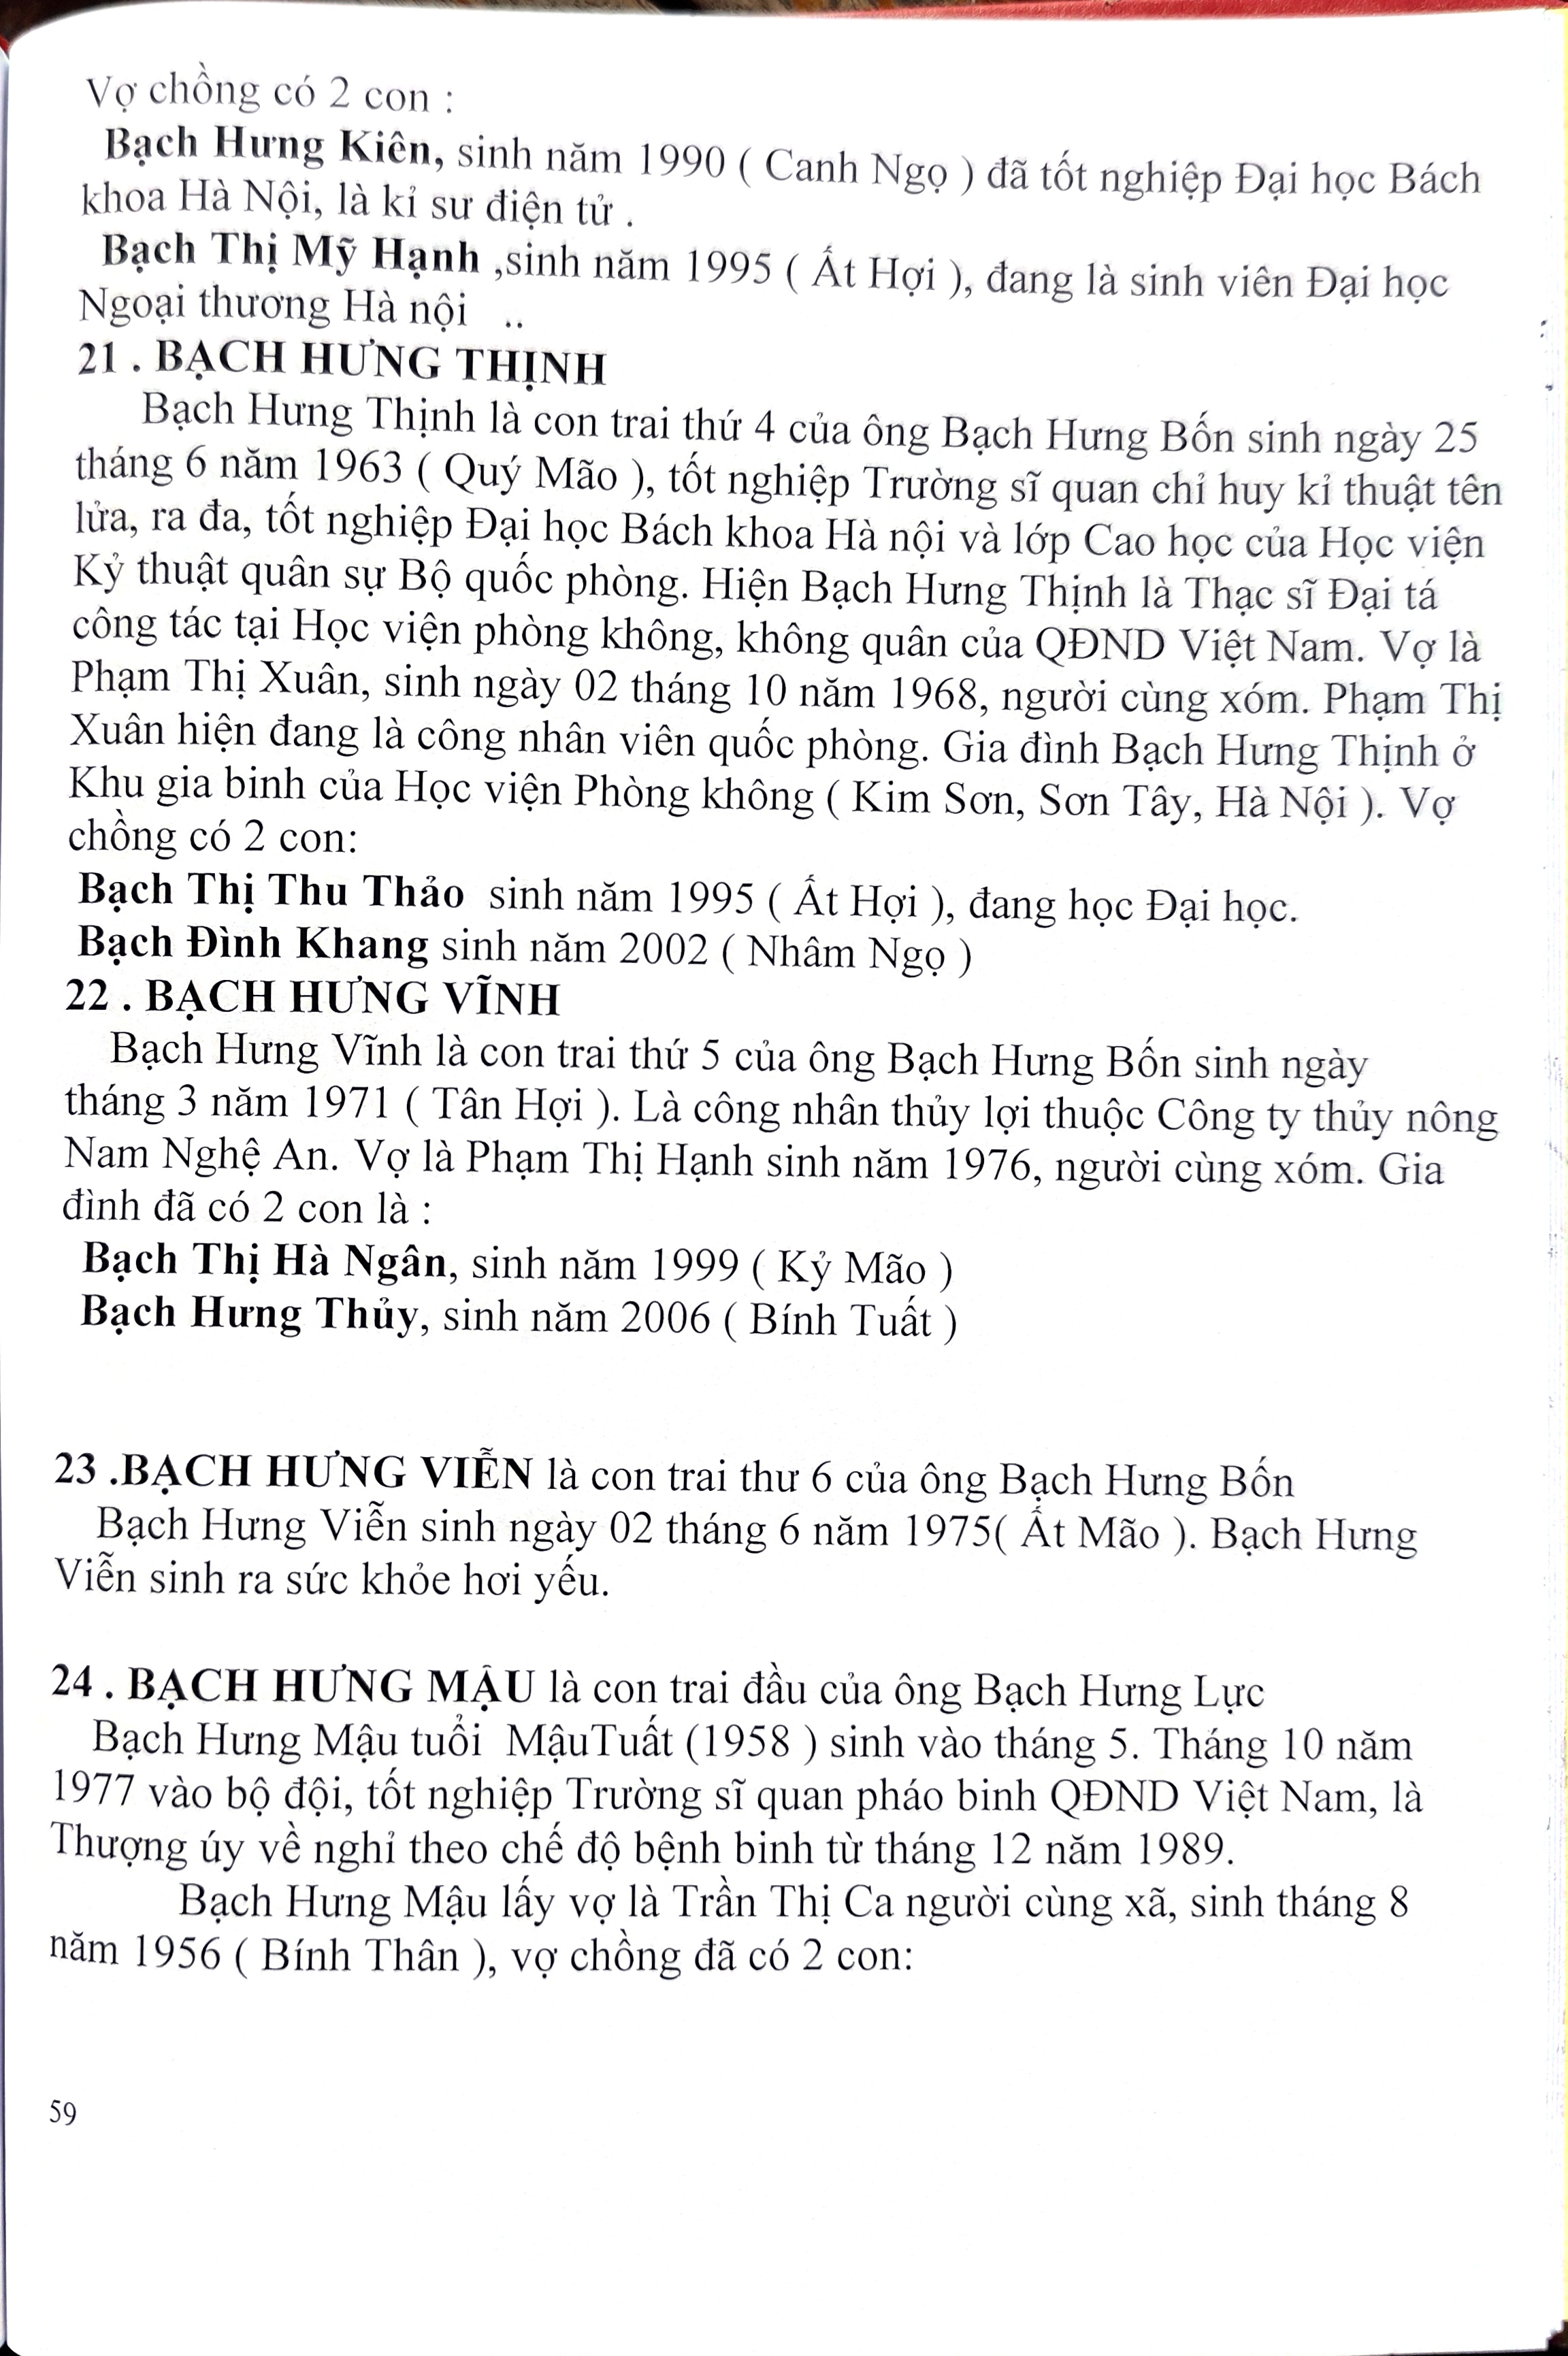 Vợ chồng có 2 con :
Bạch Hưng Kiên, sinh năm 1990 ( Canh Ngọ ) đã tốt nghiệp Đại học Bách
khoa Hà Nội, là kỉ sư điện tử .
Bạch Thị Mỹ Hạnh ,sinh năm 1995 ( Ất Hợi ), đang là sinh viên Đại học
Ngoại thương Hà nội ..
21 . BẠCH HƯNG THỊNH
Bạch Hưng Thịnh là con trai thứ 4 của ông Bạch Hưng Bốn sinh ngày 25
tháng 6 năm 1963 ( Quý Mão ), tốt nghiệp Trường sĩ quan chỉ huy kỉ thuật tên
lửa, ra đa, tốt nghiệp Đại học Bách khoa Hà nội và lớp Cao học của Học viện
Kỷ thuật quân sự Bộ quốc phòng. Hiện Bạch Hưng Thịnh là Thạc sĩ Đại tá
công tác tại Học viện phòng không, không quân của QĐND Việt Nam. Vợ là
Phạm Thị Xuân, sinh ngày 02 tháng 10 năm 1968, người cùng xóm. Phạm Thị
Xuân hiện đang là công nhân viên quốc phòng. Gia đình Bạch Hưng Thịnh ở
Khu gia binh của Học viện Phòng không ( Kim Sơn, Sơn Tây, Hà Nội ). Vợ
chồng có 2 con:
Bạch Thị Thu Thảo sinh năm 1995 ( Ất Hợi ), đang học Đại học.
Bạch Đình Khang sinh năm 2002 ( Nhâm Ngọ )
22 . BẠCH HƯNG VĨNH
Bạch Hưng Vĩnh là con trai thứ 5 của ông Bạch Hưng Bốn sinh ngày
tháng 3 năm 1971 ( Tân Hợi ). Là công nhân thủy lợi thuộc Công ty thủy nông
Nam Nghệ An. Vợ là Phạm Thị Hạnh sinh năm 1976, người cùng xóm. Gia
đình đã có 2 con là :
Bạch Thị Hà Ngân, sinh năm 1999 ( Kỷ Mão )
Bạch Hưng Thủy, sinh năm 2006 ( Bính Tuất )
23 .BẠCH HƯNG VIỄN là con trai thư 6 của ông Bạch Hưng Bốn
Bạch Hưng Viễn sinh ngày 02 tháng 6 năm 1975( Ất Mão ). Bạch Hưng
Viễn sinh ra sức khỏe hơi yếu.
24 . BẠCH HƯNG MẬU là con trai đầu của ông Bạch Hưng Lực
Bạch Hưng Mậu tuổi MậuTuất (1958 ) sinh vào tháng 5. Tháng 10 năm
1977 vào bộ đội, tốt nghiệp Trường sĩ quan pháo binh QĐND Việt Nam, là
Thượng úy về nghỉ theo chế độ bệnh binh từ tháng 12 năm 1989.
Bạch Hưng Mậu lấy vợ là Trần Thị Ca người cùng xã, sinh tháng 8
năm 1956 ( Bính Thân ), vợ chồng đã có 2 con:
59